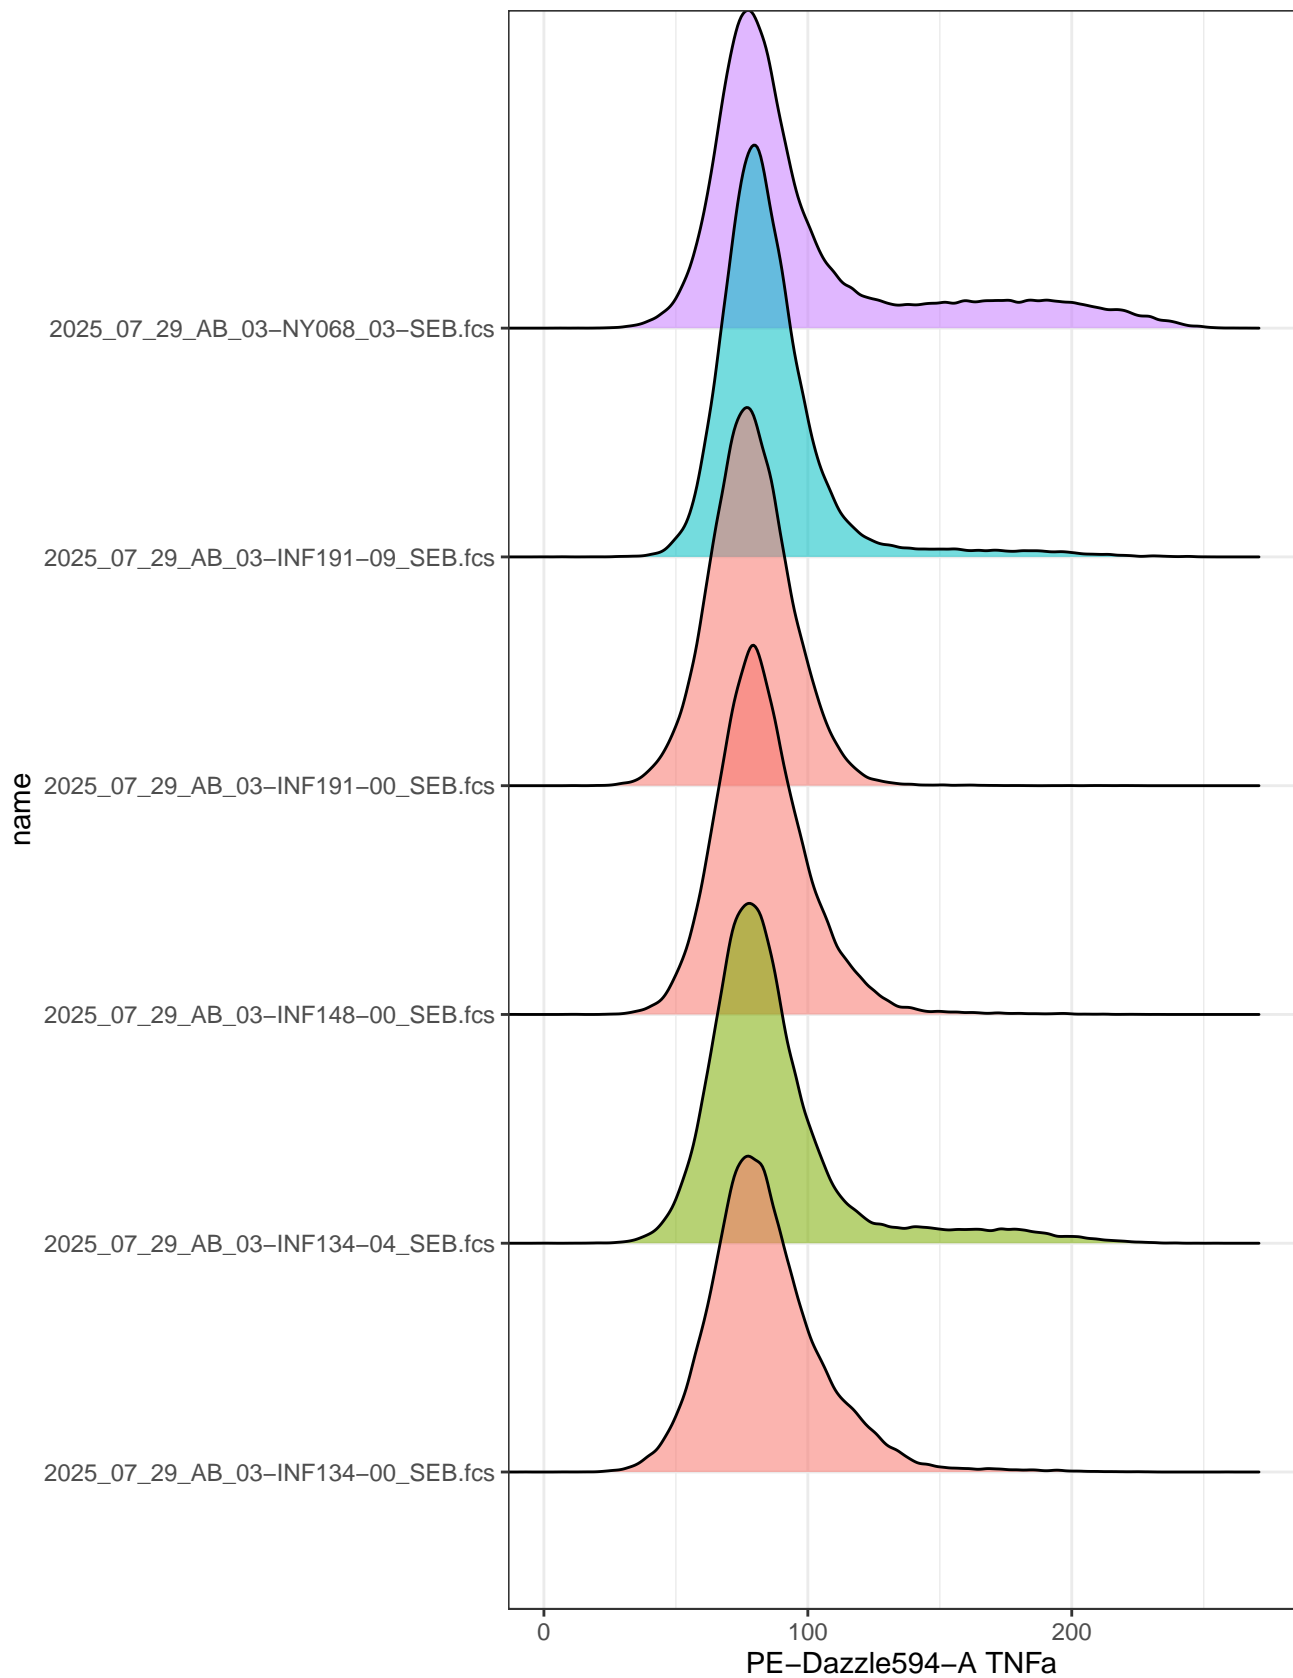 2025_07_29_AB_03−NY068_03−SEB.fcs
2025_07_29_AB_03−INF191−09_SEB.fcs
2025_07_29_AB_03−INF191−00_SEB.fcs
2025_07_29_AB_03−INF148−00_SEB.fcs
2025_07_29_AB_03−INF134−04_SEB.fcs
2025_07_29_AB_03−INF134−00_SEB.fcs
name
0 100 200
PE−Dazzle594−A TNFa